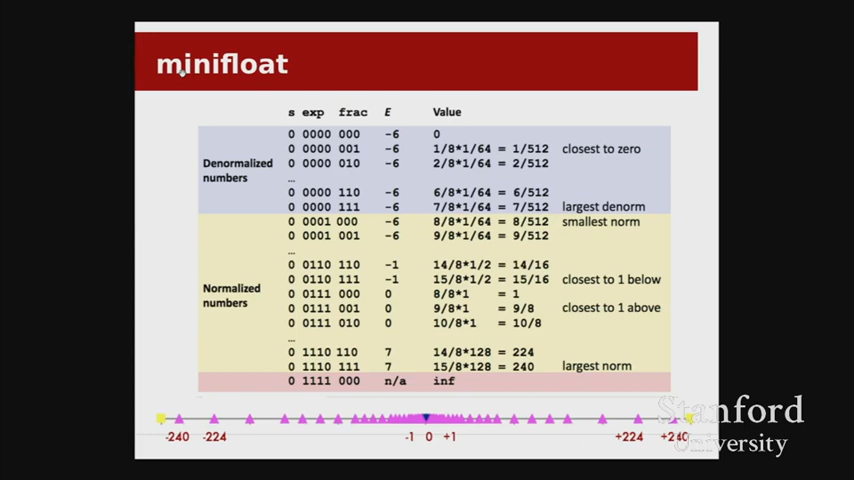 minifloat
s exp frac E Value
0 0000 000 -6 0
0 0000 001 -6 1/8*1/64 = 1/512 closest to zero
Denormalized numbers
0 0000 010 -6 2/8*1/64 = 2/512
…
0 0000 110 -6 6/8*1/64 = 6/512
0 0000 111 -6 7/8*1/64 = 7/512 largest denorm
0 0001 000 -6 8/8*1/64 = 8/512 smallest norm
0 0001 001 -6 9/8*1/64 = 9/512
…
0 0110 110 -1 14/8*1/2 = 14/16
0 0110 111 -1 15/8*1/2 = 15/16 closest to 1 below
Normalized numbers
0 0111 000 0 8/8*1 = 1
0 0111 001 0 9/8*1 = 9/8 closest to 1 above
0 0111 010 0 10/8*1 = 10/8
…
0 1110 110 7 14/8*128 = 224
0 1110 111 7 15/8*128 = 240 largest norm
0 1111 000 n/a inf
-240 -224 -1 0 +1 +224 +240
Stanford
University